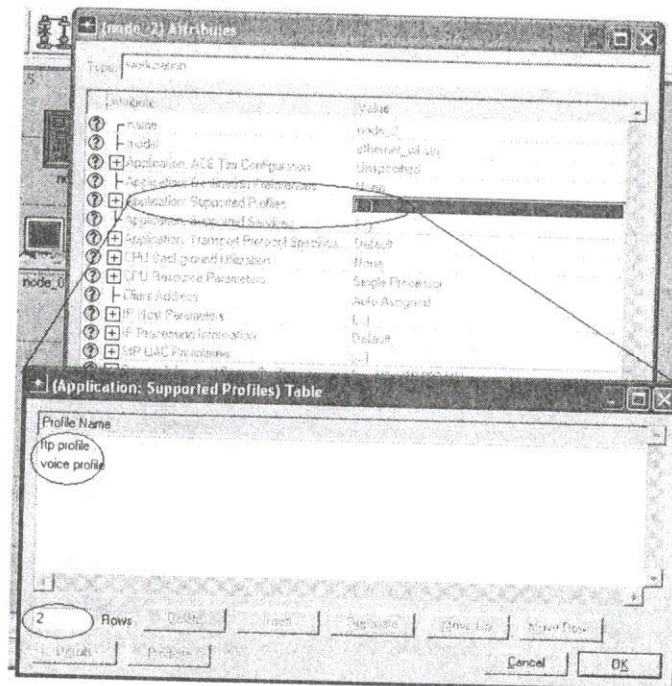 (node_2) Attributes
Type: workstation
Attribute Value
name node_2
model ethernet_wkstn
Application: ACE Tier Configuration Unspecified
Application: Destination Preferences None
Application: Supported Profiles (...)
Application: Supported Services (...)
Application: Transport Protocol Specifica... Default
CPU Background Utilization None
CPU Resource Parameters Single Processor
Client Address Auto Assigned
IP Host Parameters (...)
IP Processing Information Default
SIP UAC Parameters (...)
node_0
(Application: Supported Profiles) Table
Profile Name
ftp profile
voice profile
2 Rows Delete Insert Duplicate Move Up Move Down
Details Promote Cancel OK